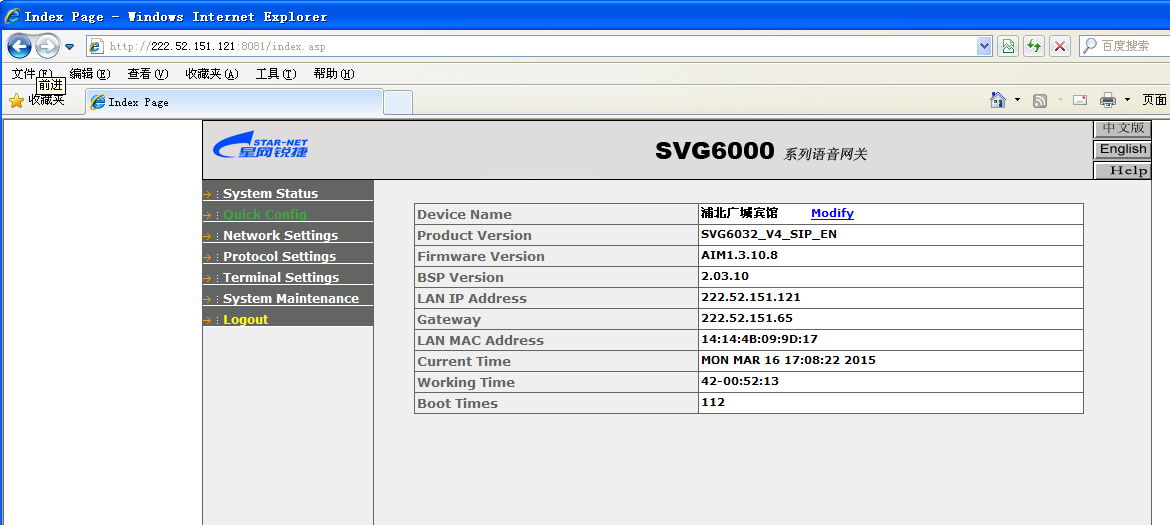 Index Page - Windows Internet Explorer
http://222.52.151.121:8081/index.asp
百度搜索
文件(F) 编辑(E) 查看(V) 收藏夹(A) 工具(T) 帮助(H)
前进
收藏夹 Index Page 页面
STAR-NET
星网锐捷
SVG6000 系列语音网关
中文版
English
Help
System Status
Quick Config
Network Settings
Protocol Settings
Terminal Settings
System Maintenance
Logout
Device Name 浦北广城宾馆 Modify
Product Version SVG6032_V4_SIP_EN
Firmware Version AIM1.3.10.8
BSP Version 2.03.10
LAN IP Address 222.52.151.121
Gateway 222.52.151.65
LAN MAC Address 14:14:4B:09:9D:17
Current Time MON MAR 16 17:08:22 2015
Working Time 42-00:52:13
Boot Times 112